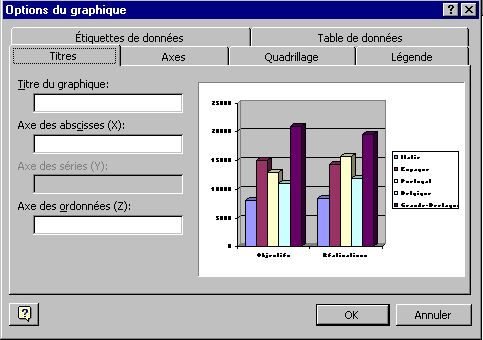 Options du graphique
Étiquettes de données
Table de données
Titres
Axes
Quadrillage
Légende
Titre du graphique:
Axe des abscisses (X):
Axe des séries (Y):
Axe des ordonnées (Z):
25000
20000
15000
10000
5000
0
Objectifs
Réalisations
Italie
Espagne
Portugal
Belgique
Grande-Bretagne
OK
Annuler